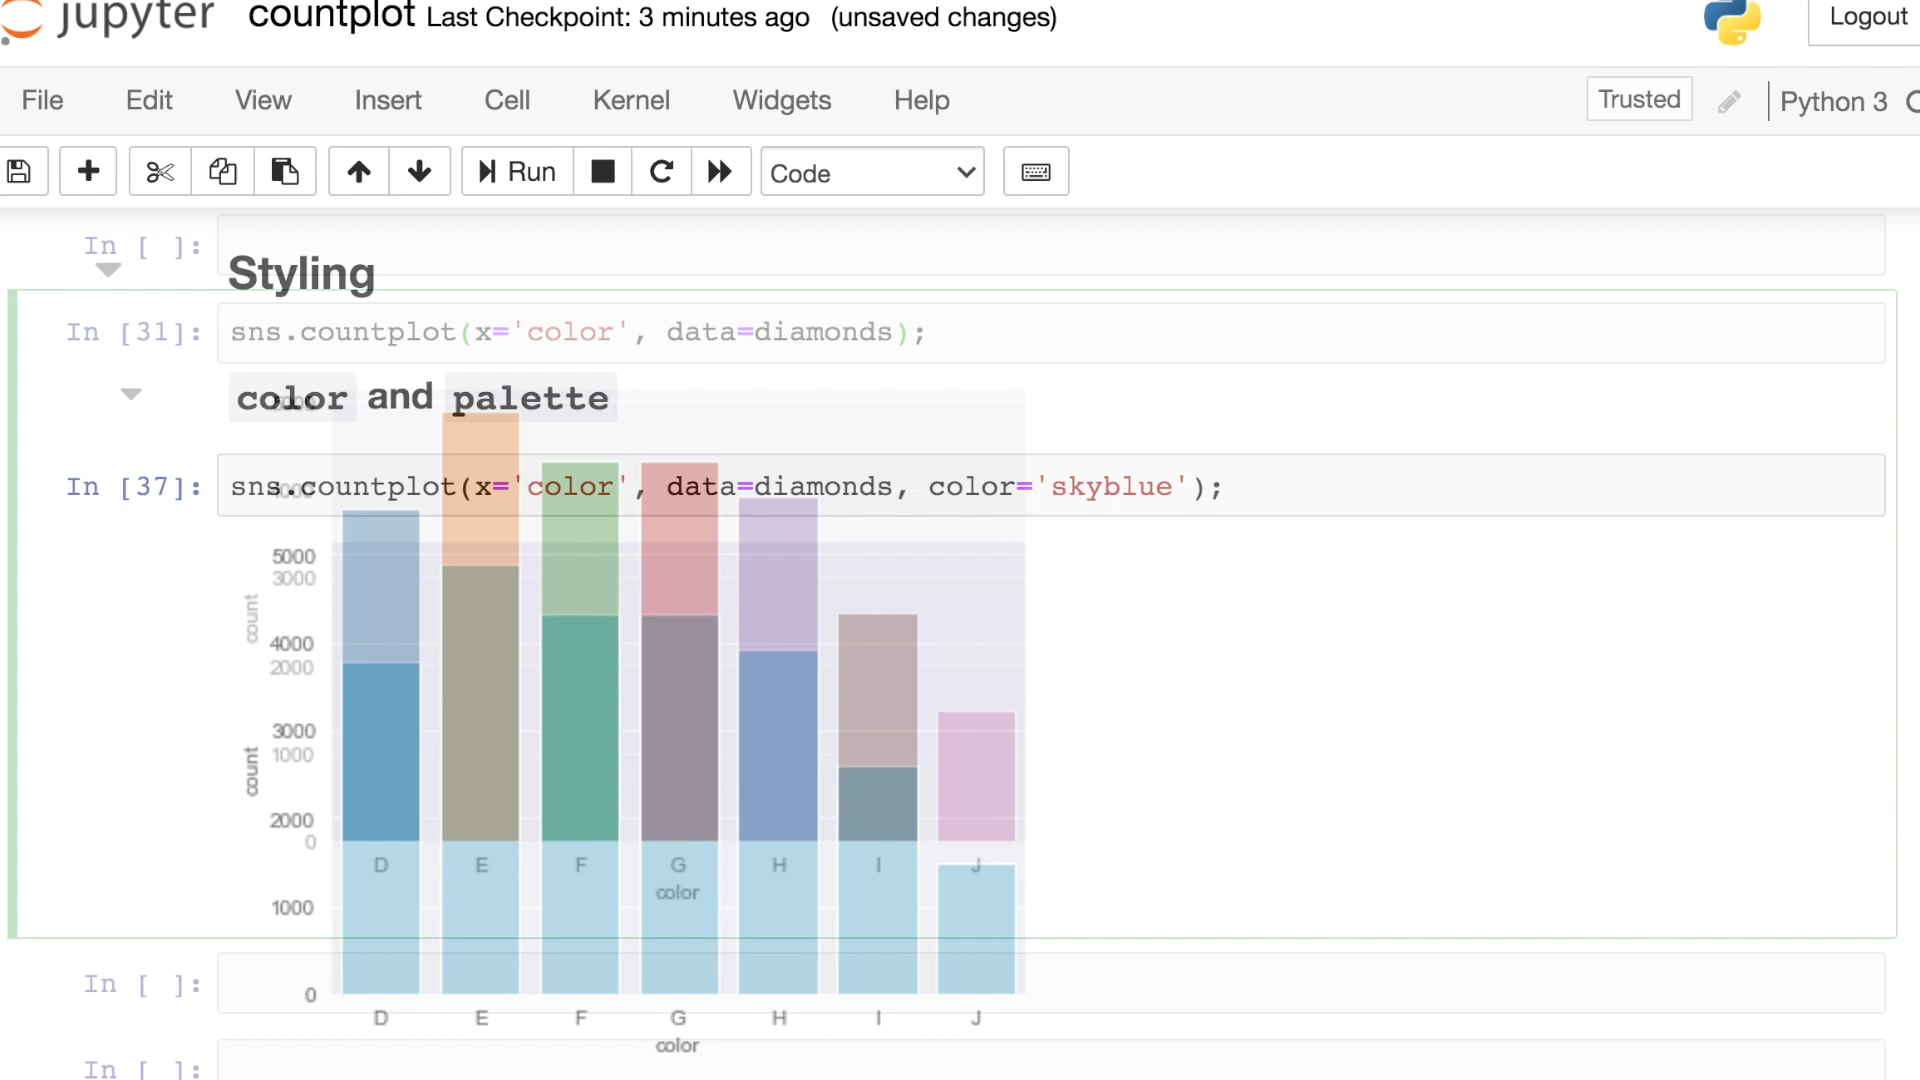 jupyter countplot Last Checkpoint: 3 minutes ago (unsaved changes) Logout
File Edit View Insert Cell Kernel Widgets Help Trusted Python 3
Run Code
In [ ]:
Styling
In [31]: sns.countplot(x='color', data=diamonds);
color and palette
5000
In [37]: sns.countplot(x='color', data=diamonds, color='skyblue');
4000
5000
3000
count
4000
2000
3000
1000
count
2000
0
D E F G H I J
color
1000
In [ ]:
0
D E F G H I J
color
In [ ]: